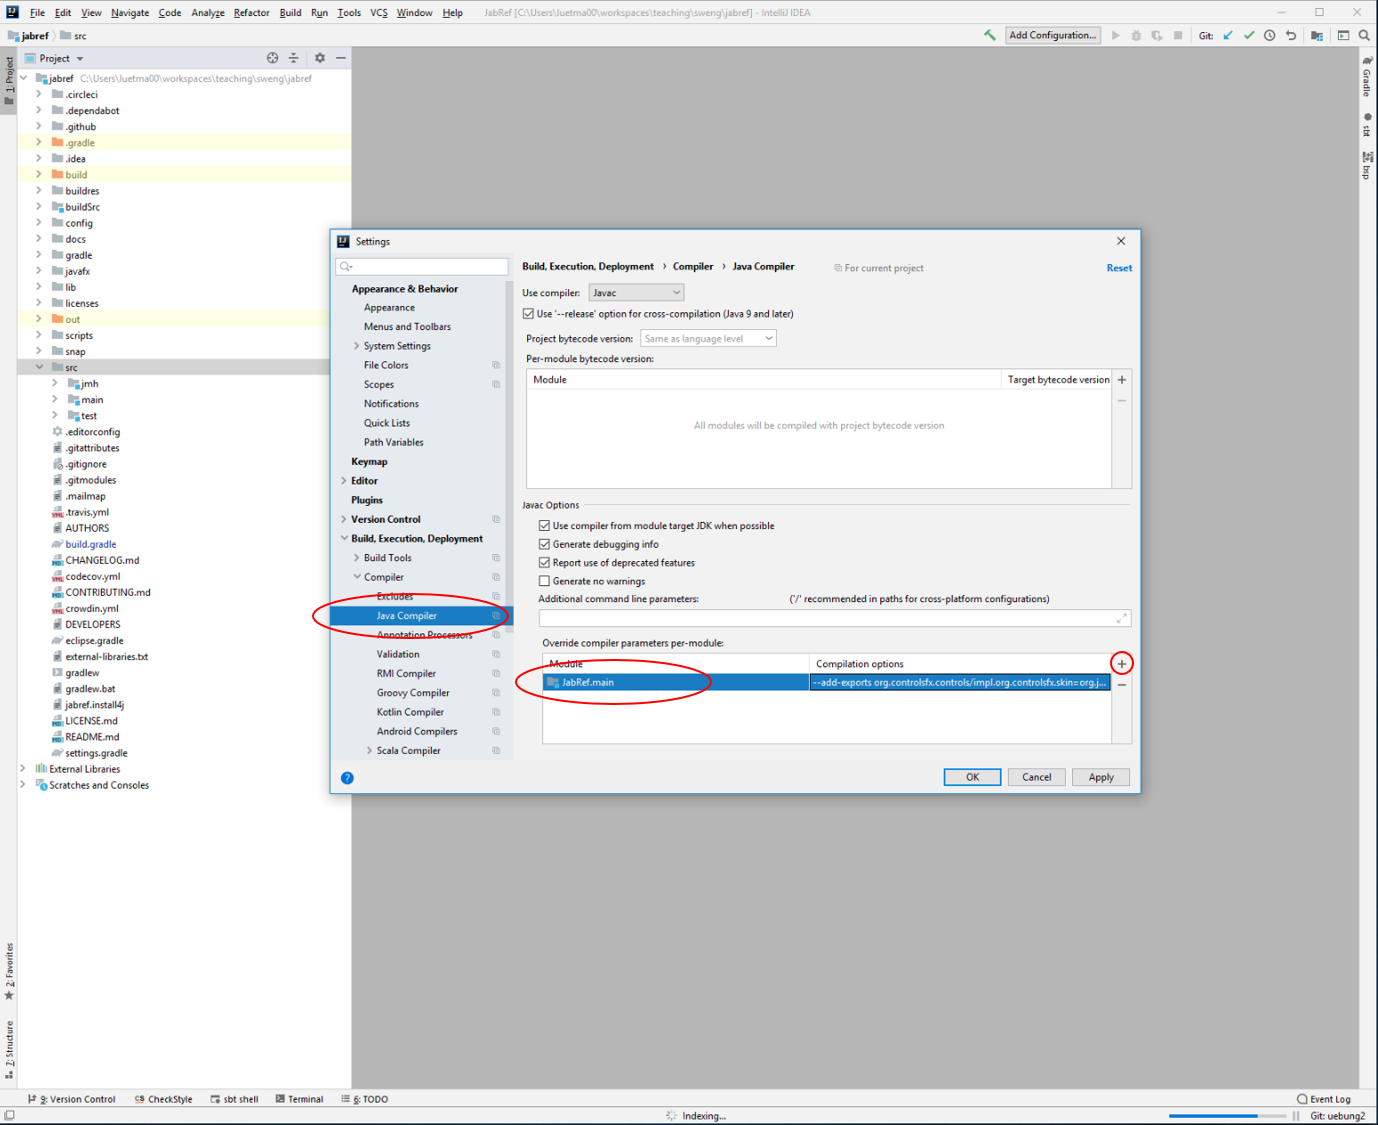 File Edit View Navigate Code Analyze Refactor Build Run Tools VCS Window Help JabRef [C:\Users\luetma00\workspaces\teaching\sweng\jabref] - IntelliJ IDEA
jabref src Add Configuration... Git:
1: Project
Project
jabref C:\Users\luetma00\workspaces\teaching\sweng\jabref
.circleci
.dependabot
.github
.gradle
.idea
build
buildres
buildSrc
config
docs
gradle
javafx
lib
licenses
out
scripts
snap
src
jmh
main
test
.editorconfig
.gitattributes
.gitignore
.gitmodules
.mailmap
.travis.yml
AUTHORS
build.gradle
CHANGELOG.md
codecov.yml
CONTRIBUTING.md
crowdin.yml
DEVELOPERS
eclipse.gradle
external-libraries.txt
gradlew
gradlew.bat
jabref.install4j
LICENSE.md
README.md
settings.gradle
External Libraries
Scratches and Consoles
2: Favorites
7: Structure
Gradle
sbt
bsp
Settings
Appearance & Behavior
Appearance
Menus and Toolbars
System Settings
File Colors
Scopes
Notifications
Quick Lists
Path Variables
Keymap
Editor
Plugins
Version Control
Build, Execution, Deployment
Build Tools
Compiler
Excludes
Java Compiler
Annotation Processors
Validation
RMI Compiler
Groovy Compiler
Kotlin Compiler
Android Compilers
Scala Compiler
Build, Execution, Deployment › Compiler › Java Compiler For current project Reset
Use compiler: Javac
Use '--release' option for cross-compilation (Java 9 and later)
Project bytecode version: Same as language level
Per-module bytecode version:
Module Target bytecode version
All modules will be compiled with project bytecode version
Javac Options
Use compiler from module target JDK when possible
Generate debugging info
Report use of deprecated features
Generate no warnings
Additional command line parameters: ('/' recommended in paths for cross-platform configurations)
Override compiler parameters per-module:
Module Compilation options
JabRef.main --add-exports org.controlsfx.controls/impl.org.controlsfx.skin=org.j...
OK Cancel Apply
9: Version Control CheckStyle sbt shell Terminal 6: TODO Event Log
Indexing... Git: uebung2